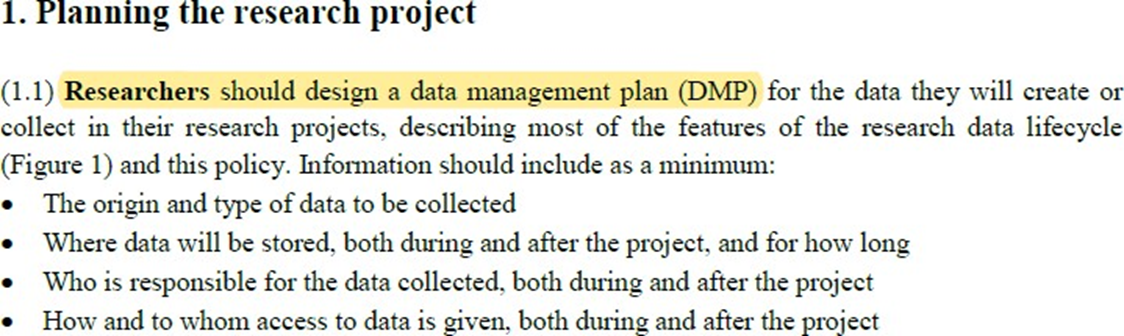 1. Planning the research project
(1.1) Researchers should design a data management plan (DMP) for the data they will create or
collect in their research projects, describing most of the features of the research data lifecycle
(Figure 1) and this policy. Information should include as a minimum:
• The origin and type of data to be collected
• Where data will be stored, both during and after the project, and for how long
• Who is responsible for the data collected, both during and after the project
• How and to whom access to data is given, both during and after the project